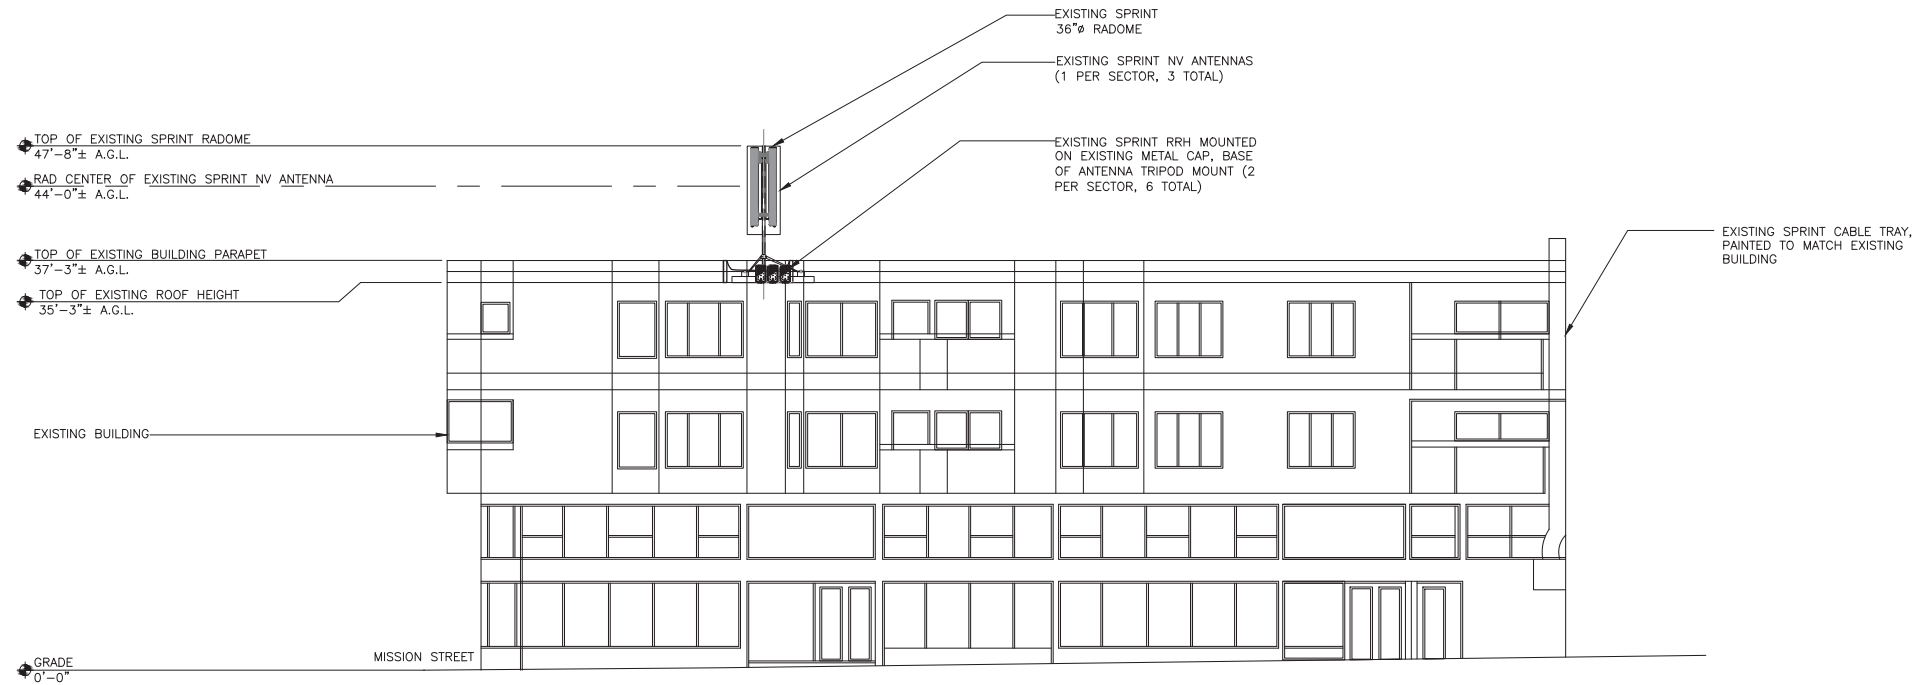 EXISTING SPRINT
36"ø RADOME
EXISTING SPRINT NV ANTENNAS
(1 PER SECTOR, 3 TOTAL)
TOP OF EXISTING SPRINT RADOME
47'-8"± A.G.L.
RAD CENTER OF EXISTING SPRINT NV ANTENNA
44'-0"± A.G.L.
EXISTING SPRINT RRH MOUNTED
ON EXISTING METAL CAP, BASE
OF ANTENNA TRIPOD MOUNT (2
PER SECTOR, 6 TOTAL)
EXISTING SPRINT CABLE TRAY,
PAINTED TO MATCH EXISTING
BUILDING
TOP OF EXISTING BUILDING PARAPET
37'-3"± A.G.L.
TOP OF EXISTING ROOF HEIGHT
35'-3"± A.G.L.
EXISTING BUILDING
MISSION STREET
GRADE
0'-0"